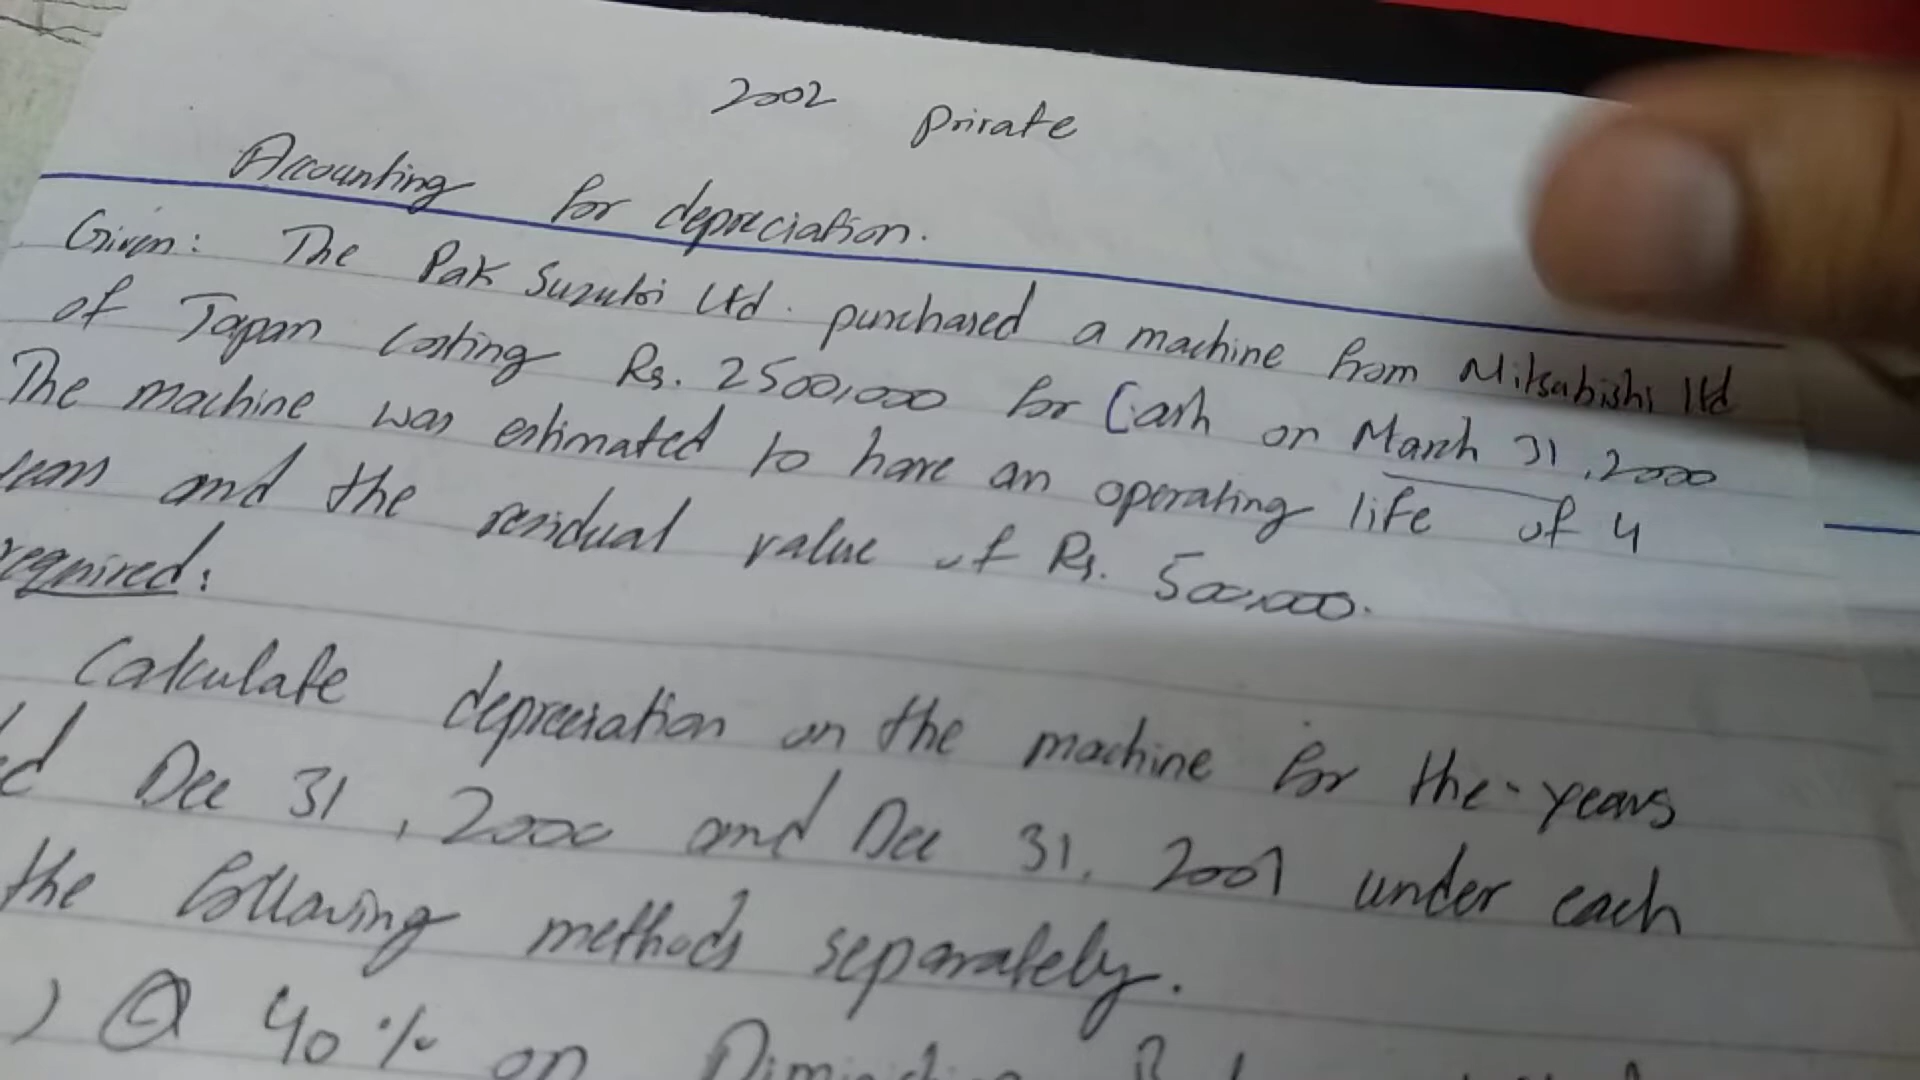 2002 Private
Accounting for depreciation.
Given: The Pak Suzuki Ltd. purchased a machine from Mitsabishi ltd
of Japan Costing Rs. 2500,000 for Cash on March 31, 2000
The machine was estimated to have an operating life of 4
and the residual value of Rs. 500,000.
required:
Calculate depreciation on the machine for the years
Dec 31, 2000 and Dec 31, 2001 under each
the following methods separately.
) @ 40% on